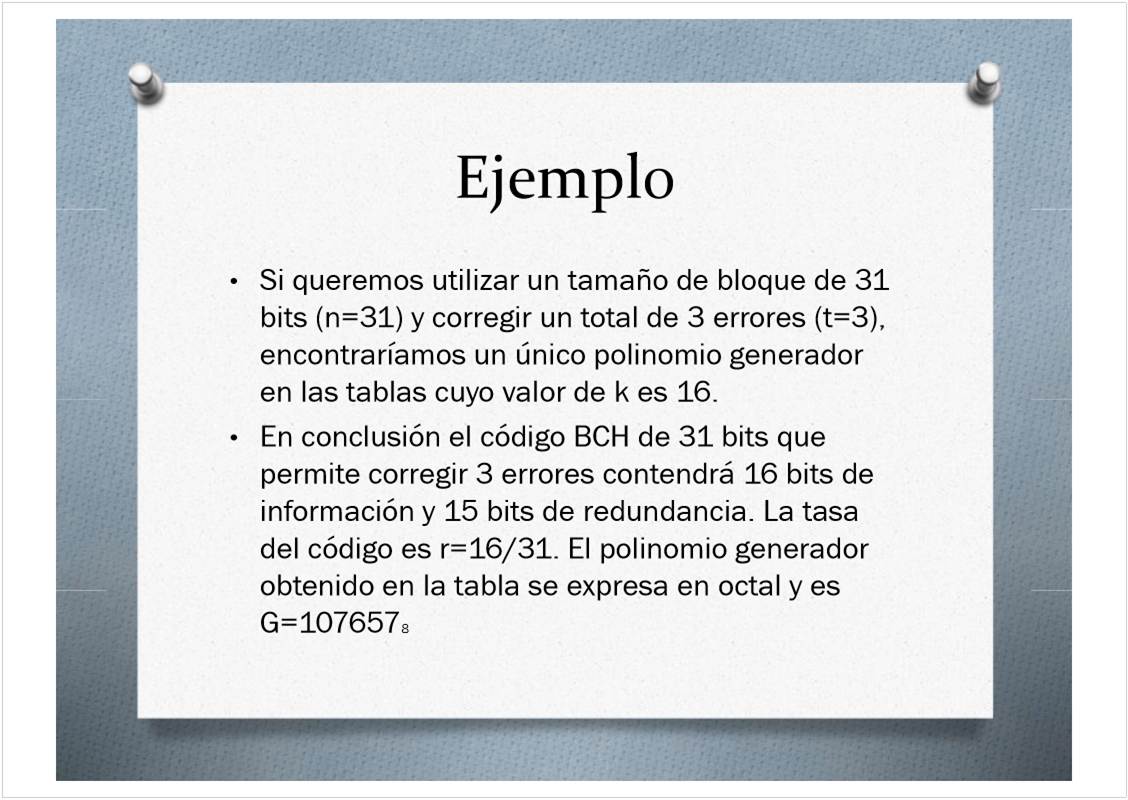 Ejemplo
• Si queremos utilizar un tamaño de bloque de 31
bits (n=31) y corregir un total de 3 errores (t=3),
encontraríamos un único polinomio generador
en las tablas cuyo valor de k es 16.
• En conclusión el código BCH de 31 bits que
permite corregir 3 errores contendrá 16 bits de
información y 15 bits de redundancia. La tasa
del código es r=16/31. El polinomio generador
obtenido en la tabla se expresa en octal y es
G=107657₈